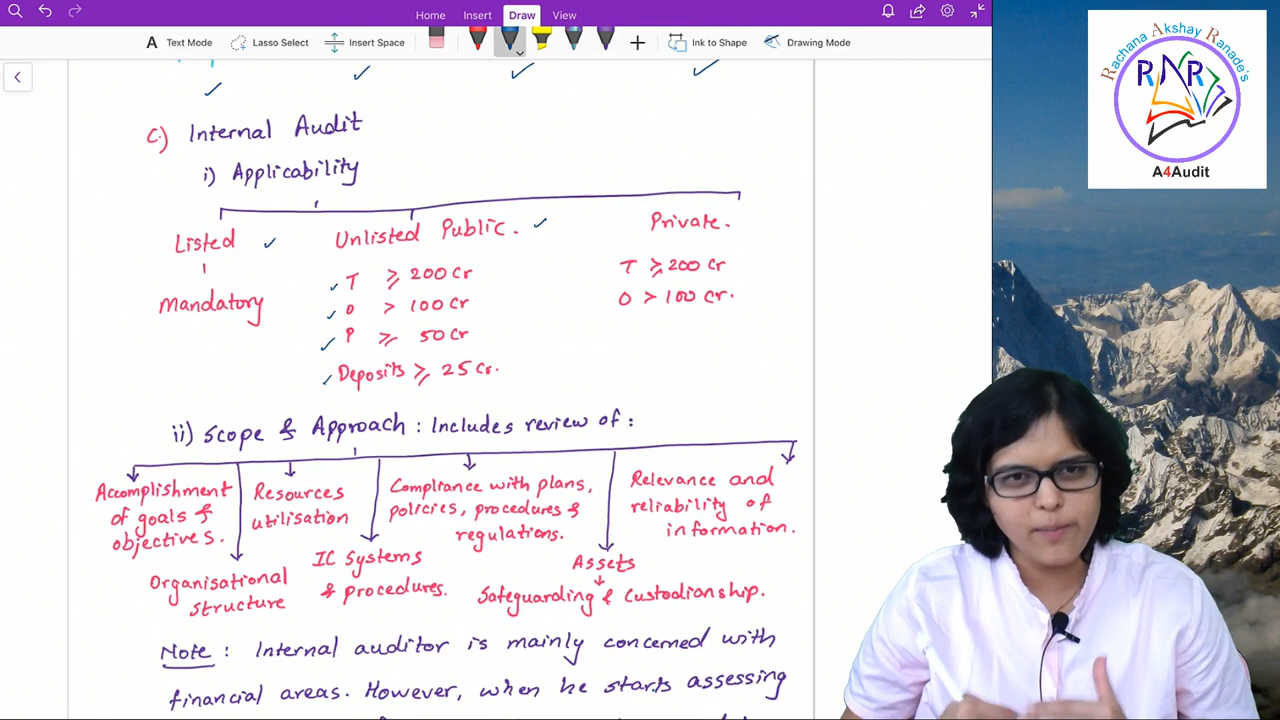 Home Insert Draw View
Text Mode Lasso Select Insert Space Ink to Shape Drawing Mode
Rachana Akshay Ranade's
RAR
A4Audit
C) Internal Audit
i) Applicability
Listed Unlisted Public. Private.
Mandatory
T ⩾ 200 Cr
O > 100 Cr
P ⩾ 50 Cr
Deposits ⩾ 25 Cr.
T ⩾ 200 Cr
O > 100 Cr.
ii) Scope & Approach : Includes review of :
Accomplishment
of goals &
objectives.
Organisational
structure
Resources
utilisation
IC Systems
& procedures.
Compliance with plans,
policies, procedures &
regulations.
Assets
Safeguarding & Custodianship.
Relevance and
reliability of
information.
Note : Internal auditor is mainly concerned with
financial areas. However, when he starts assessing